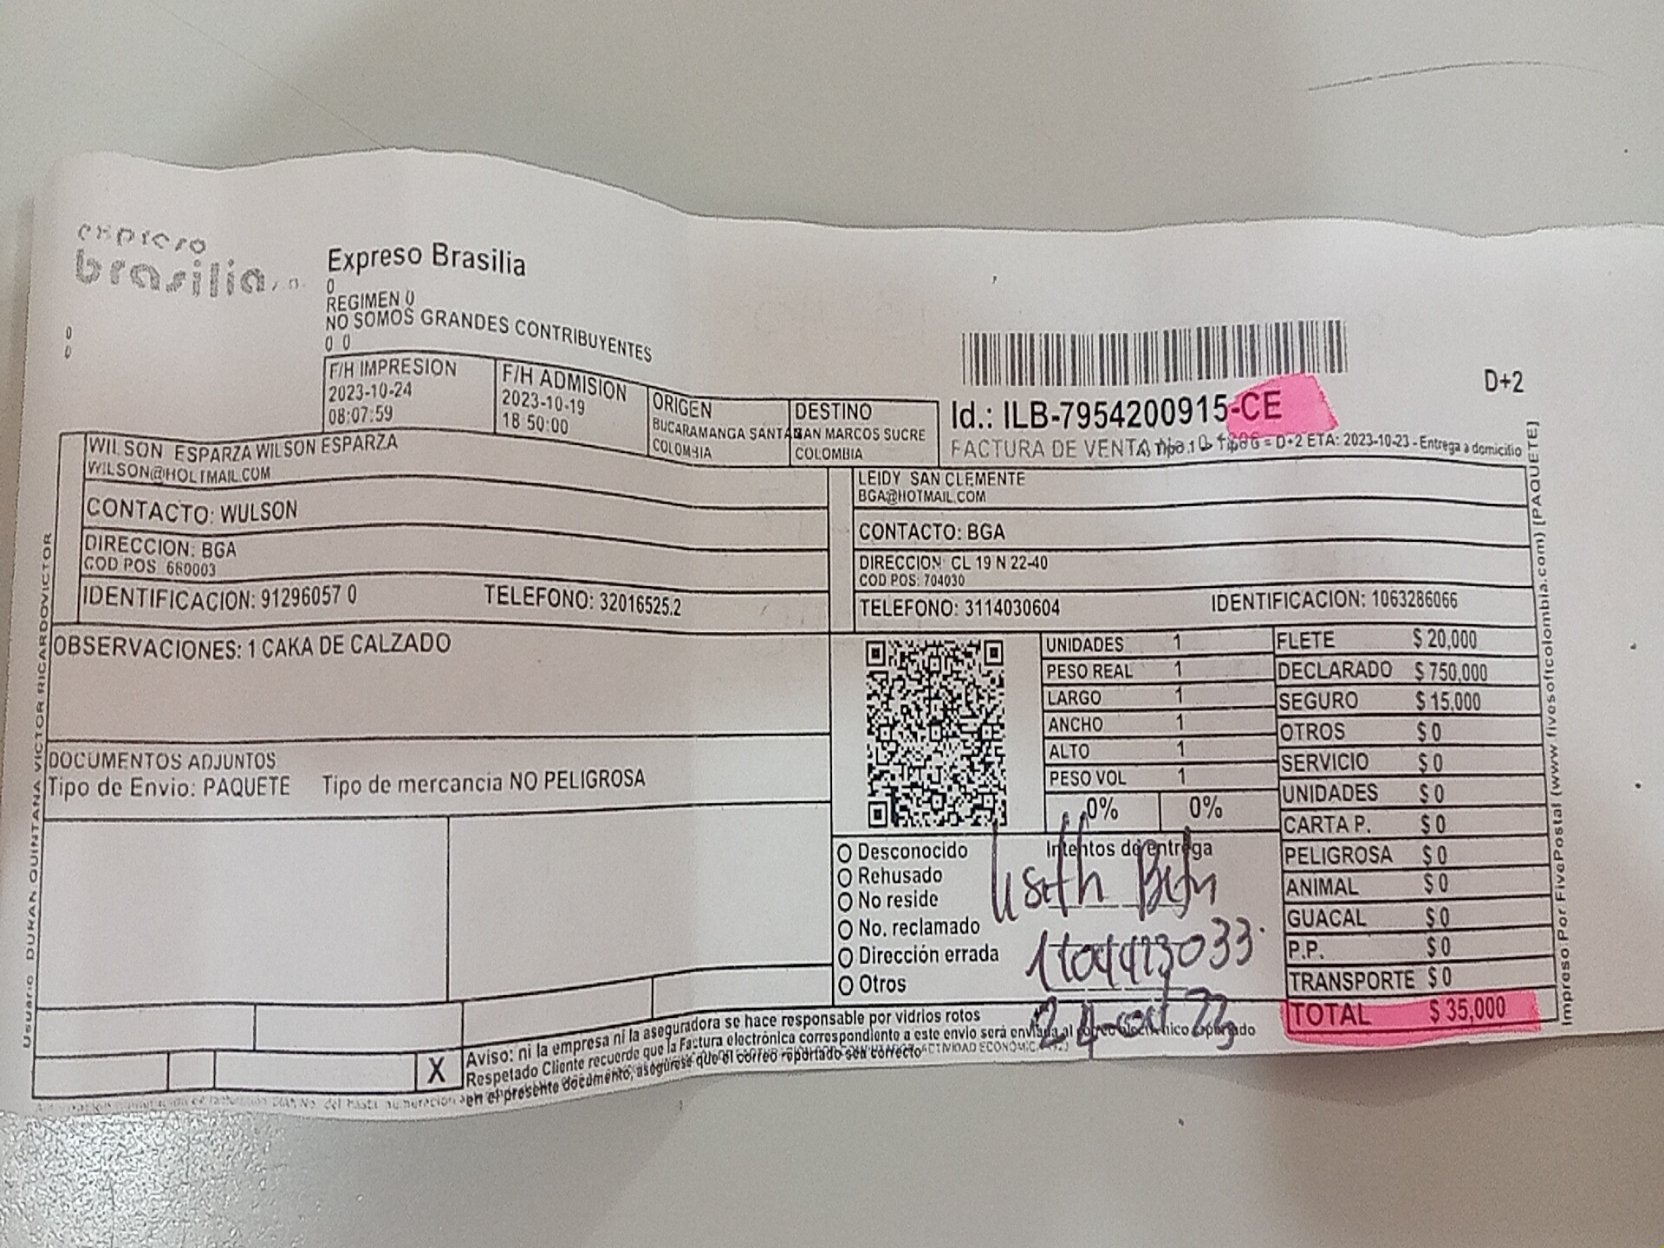 expreso
brasilia s.a.
0
0
Expreso Brasilia
0
REGIMEN 0
NO SOMOS GRANDES CONTRIBUYENTES
0 0
F/H IMPRESION
2023-10-24
08:07:59
F/H ADMISION
2023-10-19
18 50:00
ORIGEN
BUCARAMANGA SANTA
COLOMBIA
DESTINO
SAN MARCOS SUCRE
COLOMBIA
D+2
Id.: ILB-7954200915-CE
FACTURA DE VENTA = D+2 ETA: 2023-10-23 - Entrega a domicilio
WILSON ESPARZA WILSON ESPARZA
WILSON@HOLTMAIL.COM
CONTACTO: WULSON
DIRECCION: BGA
COD POS 680003
IDENTIFICACION: 91296057 0 TELEFONO: 32016525.2
LEIDY SAN CLEMENTE
BGA@HOTMAIL.COM
CONTACTO: BGA
DIRECCION CL 19 N 22-40
COD POS: 704030
TELEFONO: 3114030604 IDENTIFICACION: 1063286066
OBSERVACIONES: 1 CAKA DE CALZADO
DOCUMENTOS ADJUNTOS
Tipo de Envio: PAQUETE Tipo de mercancia NO PELIGROSA
UNIDADES 1
PESO REAL 1
LARGO 1
ANCHO 1
ALTO 1
PESO VOL 1
0% 0%
FLETE $ 20,000
DECLARADO $ 750,000
SEGURO $ 15,000
OTROS $ 0
SERVICIO $ 0
UNIDADES $ 0
CARTA P. $ 0
PELIGROSA $ 0
ANIMAL $ 0
GUACAL $ 0
P.P. $ 0
TRANSPORTE $ 0
TOTAL $ 35,000
Desconocido
Rehusado
No reside
No. reclamado
Dirección errada
Otros
Intentos de entrega
X
Aviso: ni la empresa ni la aseguradora se hace responsable por vidrios rotos
Respetado Cliente recuerde que la Factura electrónica correspondiente a este envio será enviada al correo electrónico reportado
en el presente documento, asegúrese que el correo reportado sea correcto
Usuario DURAN QUINTANA VICTOR RICARDOVICTOR
Impreso Por FivePostal (www fivesoftcolombia.com) [PAQUETE]